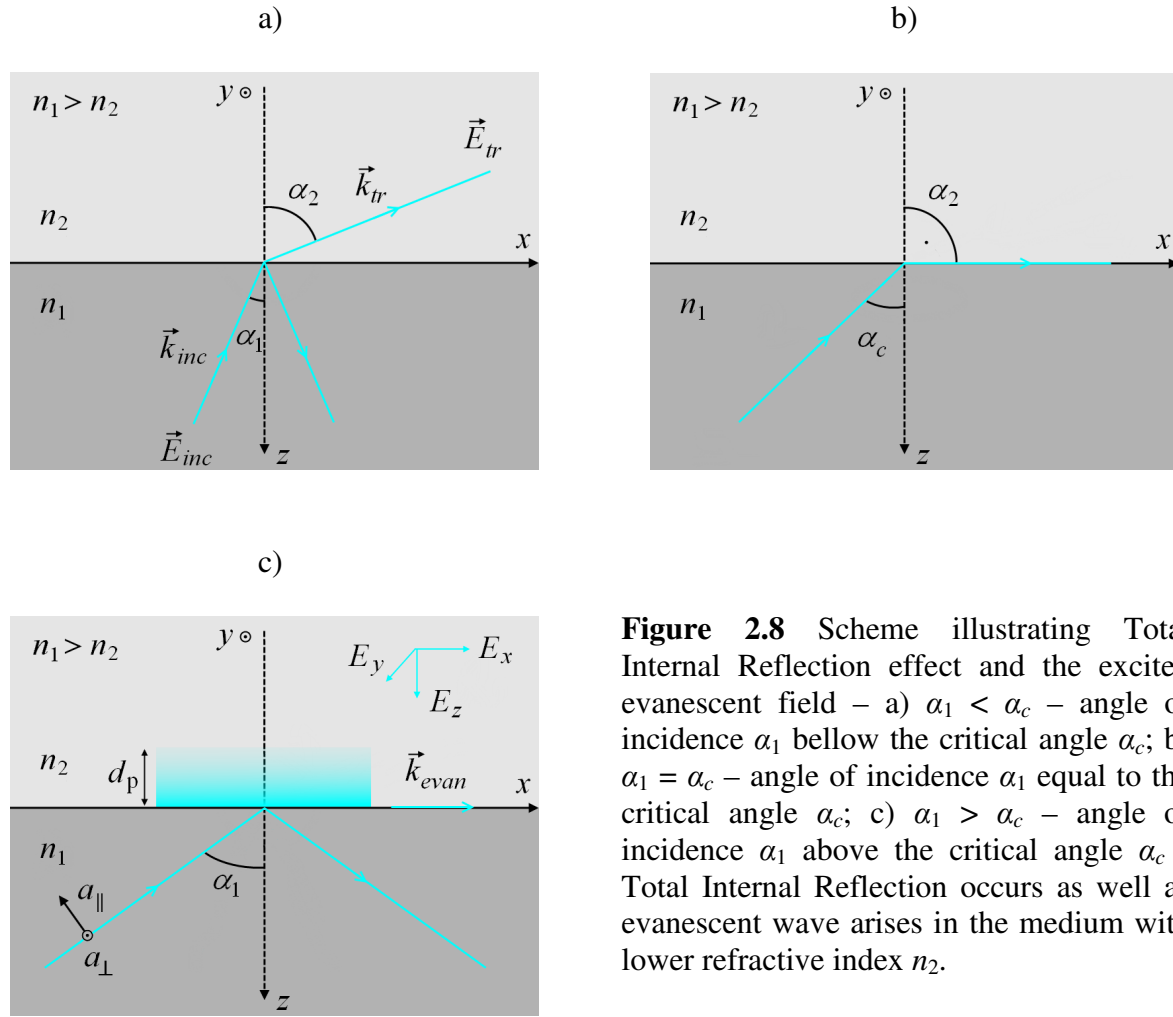 a)
b)
n₁ > n₂
y ⊙
E⃗tr
k⃗tr
α₂
n₂
x
n₁
α₁
k⃗inc
E⃗inc
z
n₁ > n₂
y ⊙
α₂
n₂
x
n₁
αc
z
c)
n₁ > n₂
y ⊙
Ey
Ex
Ez
n₂
dp
k⃗evan
x
n₁
α₁
a∥
a⊥
z
Figure 2.8 Scheme illustrating Tota
Internal Reflection effect and the excite
evanescent field – a) α₁ < αc – angle o
incidence α₁ bellow the critical angle αc; b
α₁ = αc – angle of incidence α₁ equal to th
critical angle αc; c) α₁ > αc – angle o
incidence α₁ above the critical angle αc
Total Internal Reflection occurs as well a
evanescent wave arises in the medium wit
lower refractive index n₂.